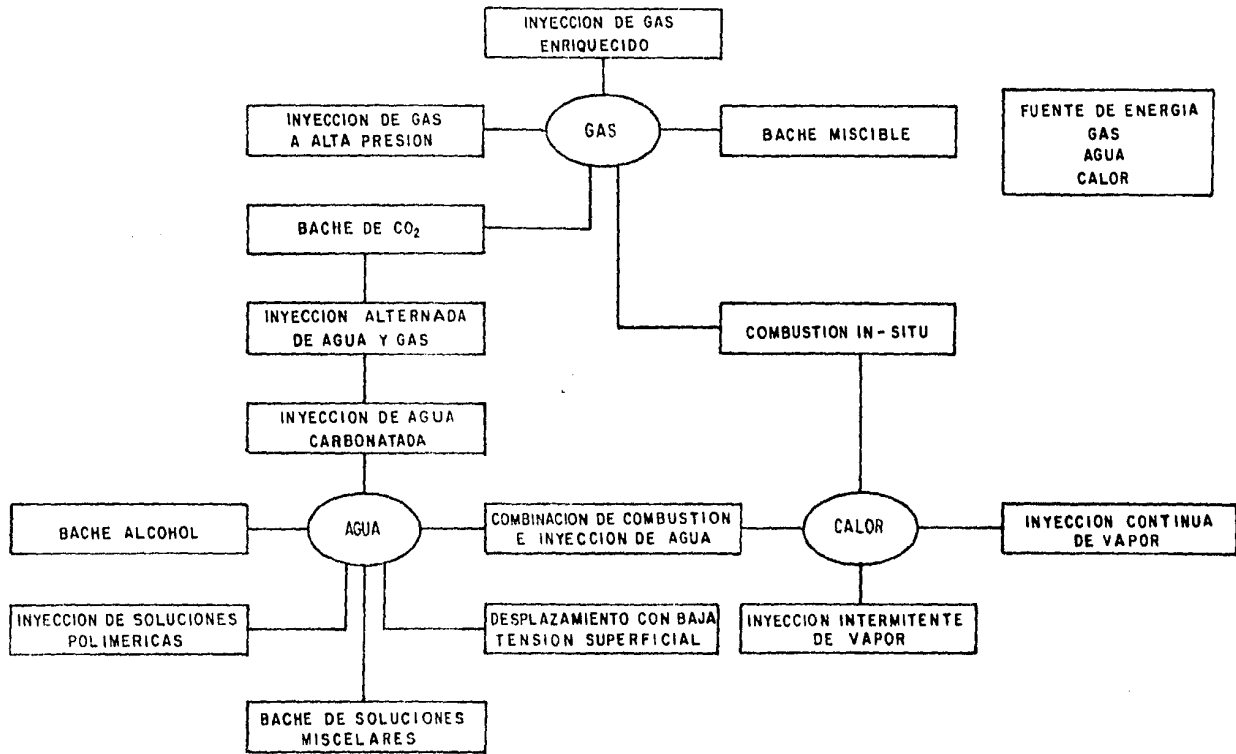 INYECCION DE GAS
ENRIQUECIDO
INYECCION DE GAS
A ALTA PRESION
GAS
BACHE MISCIBLE
FUENTE DE ENERGIA
GAS
AGUA
CALOR
BACHE DE CO₂
INYECCION ALTERNADA
DE AGUA Y GAS
COMBUSTION IN-SITU
INYECCION DE AGUA
CARBONATADA
BACHE ALCOHOL
AGUA
COMBINACION DE COMBUSTION
E INYECCION DE AGUA
CALOR
INYECCION CONTINUA
DE VAPOR
INYECCION DE SOLUCIONES
POLIMERICAS
DESPLAZAMIENTO CON BAJA
TENSION SUPERFICIAL
INYECCION INTERMITENTE
DE VAPOR
BACHE DE SOLUCIONES
MISCELARES